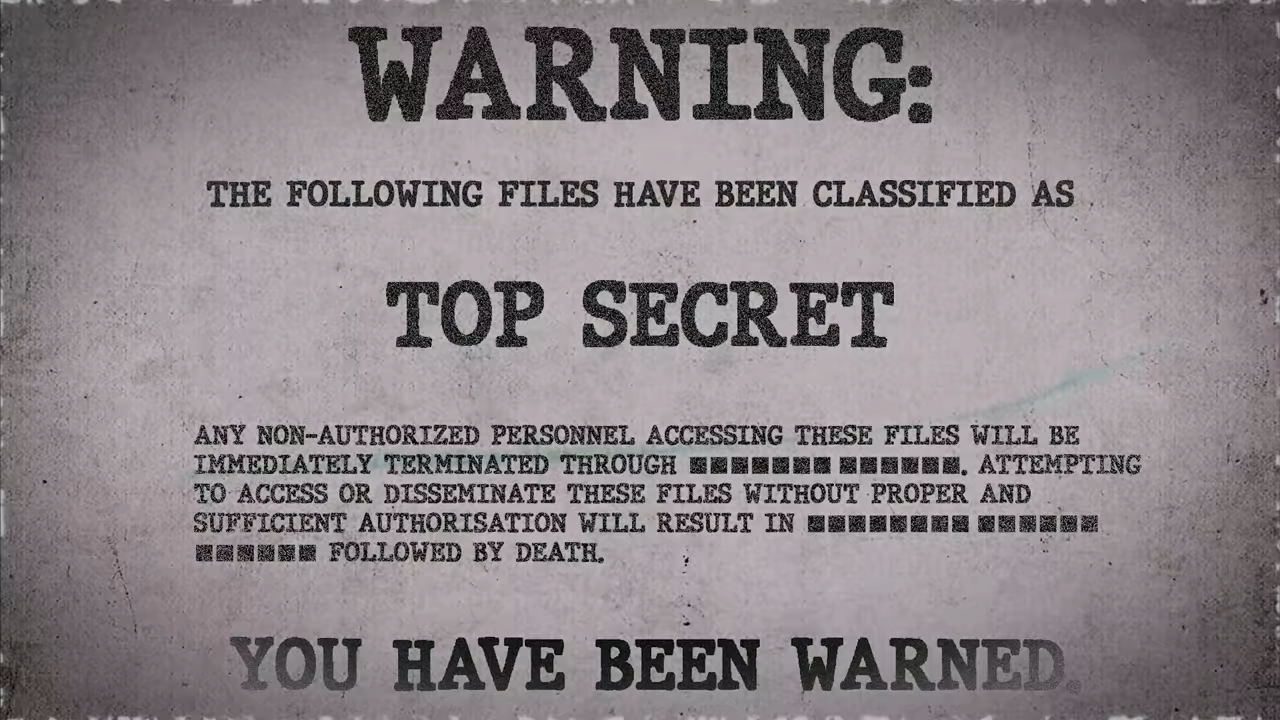 WARNING:
THE FOLLOWING FILES HAVE BEEN CLASSIFIED AS
TOP SECRET
ANY NON-AUTHORIZED PERSONNEL ACCESSING THESE FILES WILL BE
IMMEDIATELY TERMINATED THROUGH ■■■■■■■ ■■■■■■. ATTEMPTING
TO ACCESS OR DISSEMINATE THESE FILES WITHOUT PROPER AND
SUFFICIENT AUTHORISATION WILL RESULT IN ■■■■■■■■ ■■■■■■
■■■■■■ FOLLOWED BY DEATH.
YOU HAVE BEEN WARNED.